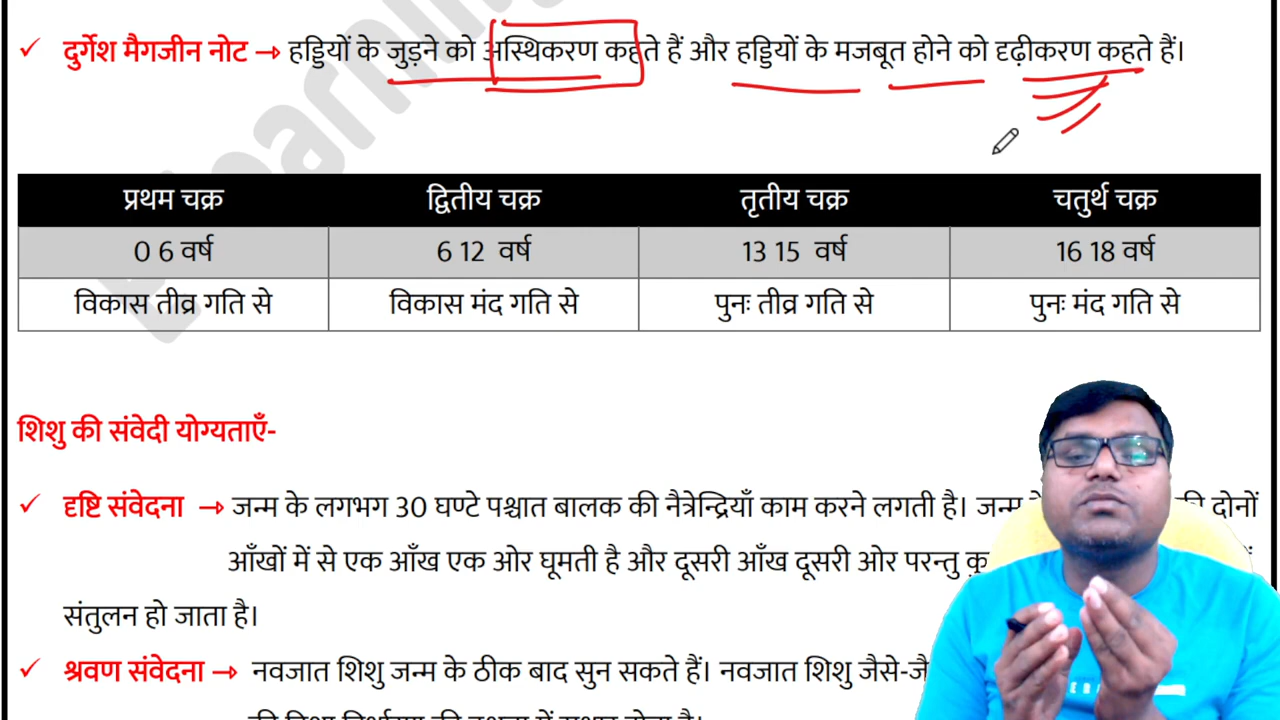 ✓ दुर्गेश मैगजीन नोट → हड्डियों के जुड़ने को अस्थिकरण कहते हैं और हड्डियों के मजबूत होने को दृढ़ीकरण कहते हैं।
प्रथम चक्र द्वितीय चक्र तृतीय चक्र चतुर्थ चक्र
0 6 वर्ष 6 12 वर्ष 13 15 वर्ष 16 18 वर्ष
विकास तीव्र गति से विकास मंद गति से पुनः तीव्र गति से पुनः मंद गति से
शिशु की संवेदी योग्यताएँ-
✓ दृष्टि संवेदना → जन्म के लगभग 30 घण्टे पश्चात बालक की नैत्रेन्द्रियाँ काम करने लगती है। जन्म की दोनों
आँखों में से एक आँख एक ओर घूमती है और दूसरी आँख दूसरी ओर परन्तु
संतुलन हो जाता है।
✓ श्रवण संवेदना → नवजात शिशु जन्म के ठीक बाद सुन सकते हैं। नवजात शिशु